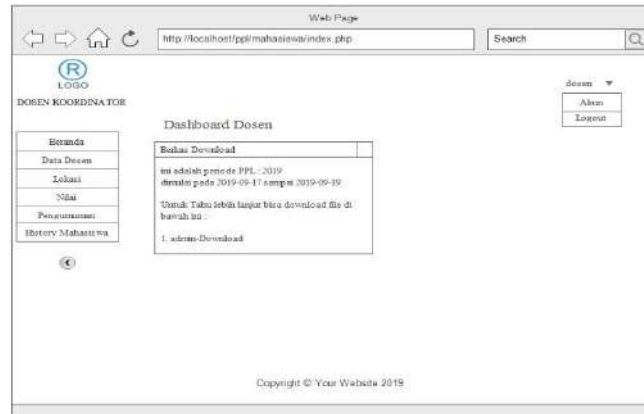 Web Page
http://localhost/ppl/mahasiswa/index.php
Search
R
LOGO
DOSEN KOORDINATOR
dosen
Akun
Logout
Dashboard Dosen
Beranda
Data Dosen
Lokasi
Nilai
Pengumuman
History Mahasiswa
Berkas Download
ini adalah periode PPL : 2019
dimulai pada 2019-09-17 sampai 2019-09-19
Untuk Tahu lebih lanjut bisa download file di
bawah ini :
1. admin-Download
Copyright © Your Website 2019